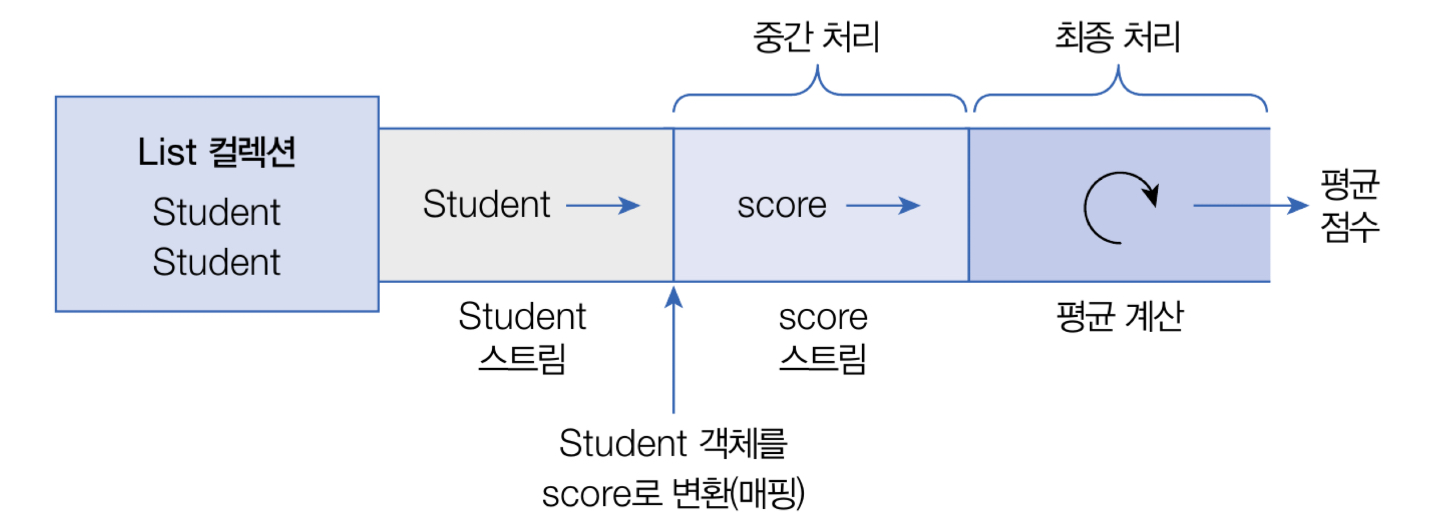 중간 처리
최종 처리
List 컬렉션
Student
Student
Student
score
평균
점수
Student
스트림
score
스트림
평균 계산
Student 객체를
score로 변환(매핑)